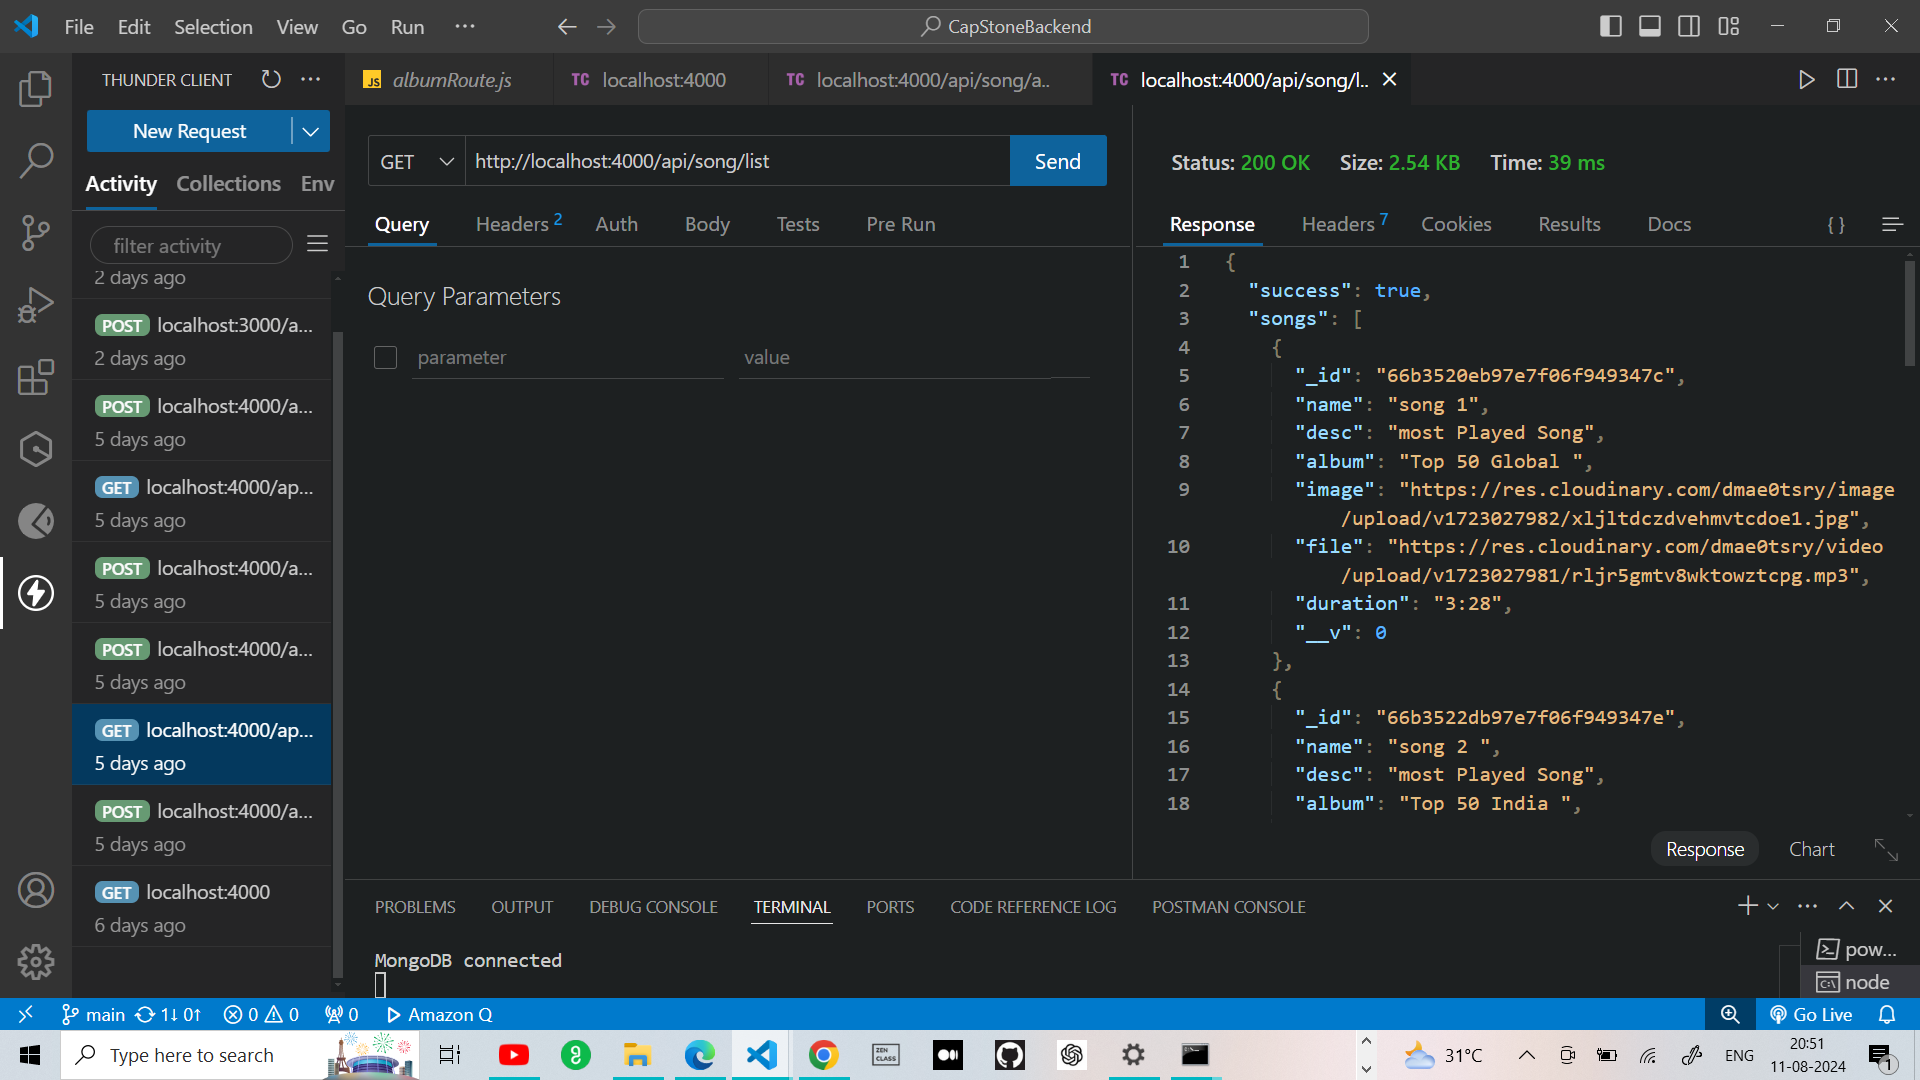 File Edit Selection View Go Run ···
CapStoneBackend
THUNDER CLIENT
JS albumRoute.js
TC localhost:4000
TC localhost:4000/api/song/a..
TC localhost:4000/api/song/l..
New Request
Activity Collections Env
filter activity
2 days ago
POST localhost:3000/a...
2 days ago
POST localhost:4000/a...
5 days ago
GET localhost:4000/ap...
5 days ago
POST localhost:4000/a...
5 days ago
POST localhost:4000/a...
5 days ago
GET localhost:4000/ap...
5 days ago
POST localhost:4000/a...
5 days ago
GET localhost:4000
6 days ago
GET http://localhost:4000/api/song/list Send
Query Headers 2 Auth Body Tests Pre Run
Query Parameters
parameter value
Status: 200 OK Size: 2.54 KB Time: 39 ms
Response Headers 7 Cookies Results Docs { }
1 {
2 "success": true,
3 "songs": [
4 {
5 "_id": "66b3520eb97e7f06f949347c",
6 "name": "song 1",
7 "desc": "most Played Song",
8 "album": "Top 50 Global ",
9 "image": "https://res.cloudinary.com/dmae0tsry/image
/upload/v1723027982/xljltdczdvehmvtcdoe1.jpg",
10 "file": "https://res.cloudinary.com/dmae0tsry/video
/upload/v1723027981/rljr5gmtv8wktowztcpg.mp3",
11 "duration": "3:28",
12 "__v": 0
13 },
14 {
15 "_id": "66b3522db97e7f06f949347e",
16 "name": "song 2 ",
17 "desc": "most Played Song",
18 "album": "Top 50 India ",
Response Chart
PROBLEMS OUTPUT DEBUG CONSOLE TERMINAL PORTS CODE REFERENCE LOG POSTMAN CONSOLE
MongoDB connected
pow...
node
main 1↓ 0↑ 0 0 0 Amazon Q
Go Live
Type here to search
ZEN
CLASS
31°C
ENG
20:51
11-08-2024
1